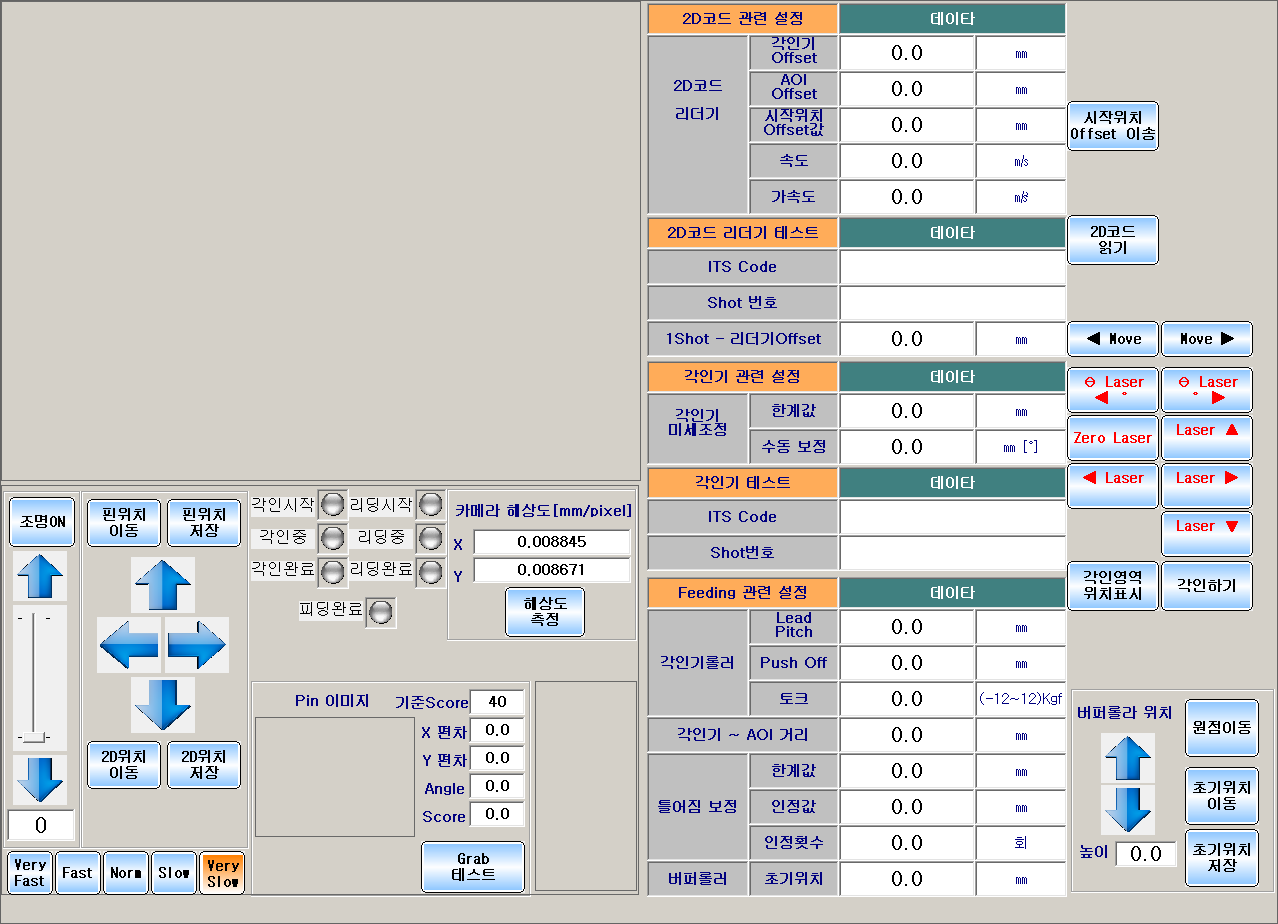 2D코드 관련 설정
데이타
2D코드
리더기
각인기
Offset
0.0
mm
AOI
Offset
0.0
mm
시작위치
Offset값
0.0
mm
시작위치
Offset 이송
속도
0.0
m/s
가속도
0.0
m/s²
2D코드 리더기 테스트
데이타
2D코드
읽기
ITS Code
Shot 번호
1Shot - 리더기Offset
0.0
mm
◀ Move
Move ▶
각인기 관련 설정
데이타
각인기
미세조정
한계값
0.0
mm
수동 보정
0.0
mm [°]
Θ Laser
◀ °
Θ Laser
° ▶
Zero Laser
Laser ▲
◀ Laser
Laser ▶
Laser ▼
각인기 테스트
데이타
ITS Code
Shot번호
각인영역
위치표시
각인하기
Feeding 관련 설정
데이타
각인기롤러
Lead
Pitch
0.0
mm
Push Off
0.0
mm
토크
0.0
(-12~12)Kgf
각인기 ~ AOI 거리
0.0
mm
틀어짐 보정
한계값
0.0
mm
인정값
0.0
mm
인정횟수
0.0
회
버퍼롤러
초기위치
0.0
mm
버퍼롤라 위치
원점이동
초기위치
이동
높이
0.0
초기위치
저장
조명ON
0
핀위치
이동
핀위치
저장
2D위치
이동
2D위치
저장
Very
Fast
Fast
Norm
Slow
Very
Slow
각인시작
리딩시작
각인중
리딩중
각인완료
리딩완료
피딩완료
카메라 해상도[mm/pixel]
X
0.008845
Y
0.008671
해상도
측정
Pin 이미지
기준Score
40
X 편차
0.0
Y 편차
0.0
Angle
0.0
Score
0.0
Grab
테스트